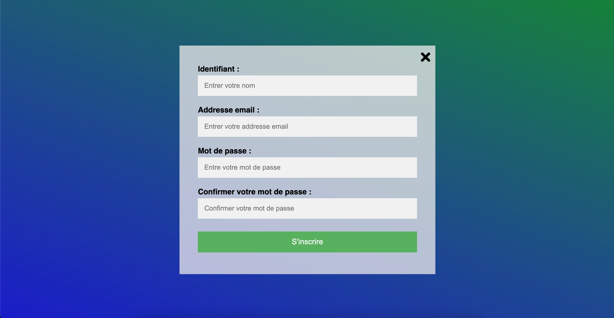 Identifiant :
Entrer votre nom
Addresse email :
Entrer votre addresse email
Mot de passe :
Entre votre mot de passe
Confirmer votre mot de passe :
Confirmer votre mot de passe
S'inscrire